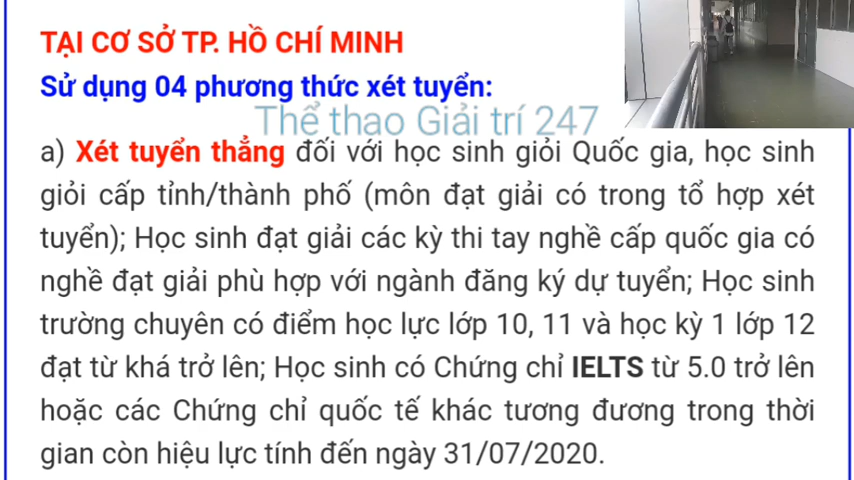 TẠI CƠ SỞ TP. HỒ CHÍ MINH
Sử dụng 04 phương thức xét tuyển:
Thể thao Giải trí 247
a) Xét tuyển thẳng đối với học sinh giỏi Quốc gia, học sinh
giỏi cấp tỉnh/thành phố (môn đạt giải có trong tổ hợp xét
tuyển); Học sinh đạt giải các kỳ thi tay nghề cấp quốc gia có
nghề đạt giải phù hợp với ngành đăng ký dự tuyển; Học sinh
trường chuyên có điểm học lực lớp 10, 11 và học kỳ 1 lớp 12
đạt từ khá trở lên; Học sinh có Chứng chỉ IELTS từ 5.0 trở lên
hoặc các Chứng chỉ quốc tế khác tương đương trong thời
gian còn hiệu lực tính đến ngày 31/07/2020.